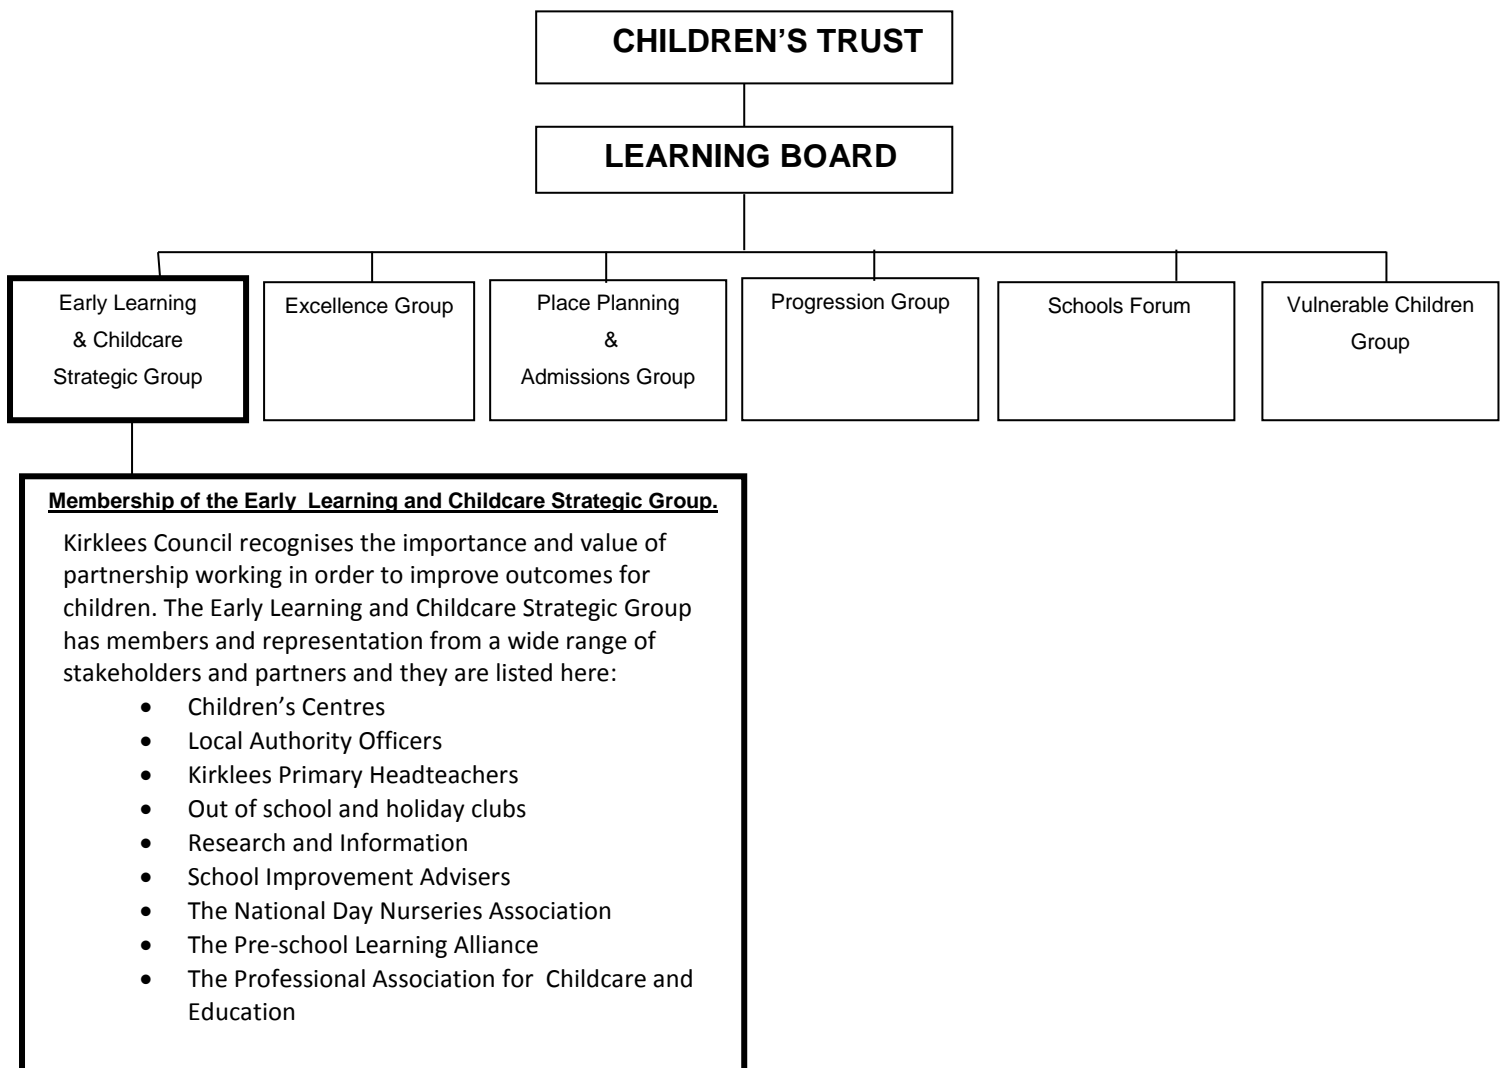 CHILDREN’S TRUST
LEARNING BOARD
Early Learning
& Childcare
Strategic Group
Excellence Group
Place Planning
&
Admissions Group
Progression Group
Schools Forum
Vulnerable Children
Group
Membership of the Early  Learning and Childcare Strategic Group.
Kirklees Council recognises the importance and value of
partnership working in order to improve outcomes for
children. The Early Learning and Childcare Strategic Group
has members and representation from a wide range of
stakeholders and partners and they are listed here:
• Children’s Centres
• Local Authority Officers
• Kirklees Primary Headteachers
• Out of school and holiday clubs
• Research and Information
• School Improvement Advisers
• The National Day Nurseries Association
• The Pre-school Learning Alliance
• The Professional Association for  Childcare and
Education